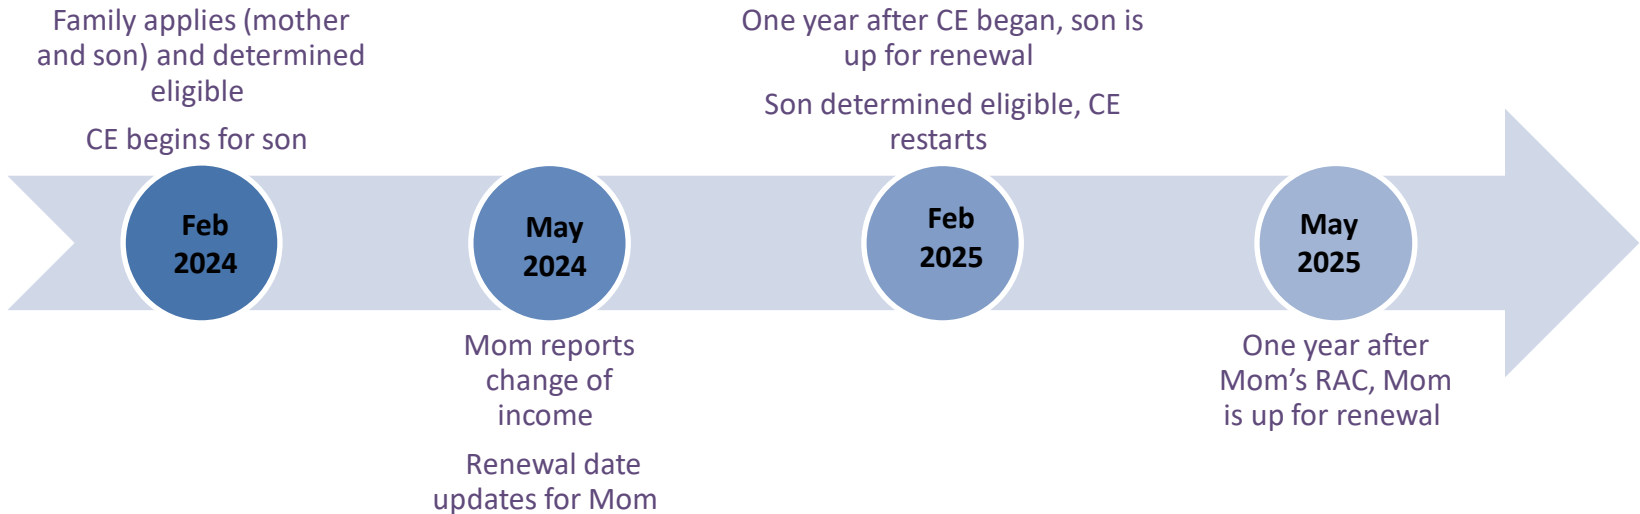 Family applies (mother
and son) and determined
eligible
CE begins for son
Feb
2024
Mom reports
change of
income
Renewal date
updates for Mom
May
2024
One year after CE began, son is
up for renewal
Son determined eligible, CE
restarts
Feb
2025
May
2025
One year after
Mom’s RAC, Mom
is up for renewal